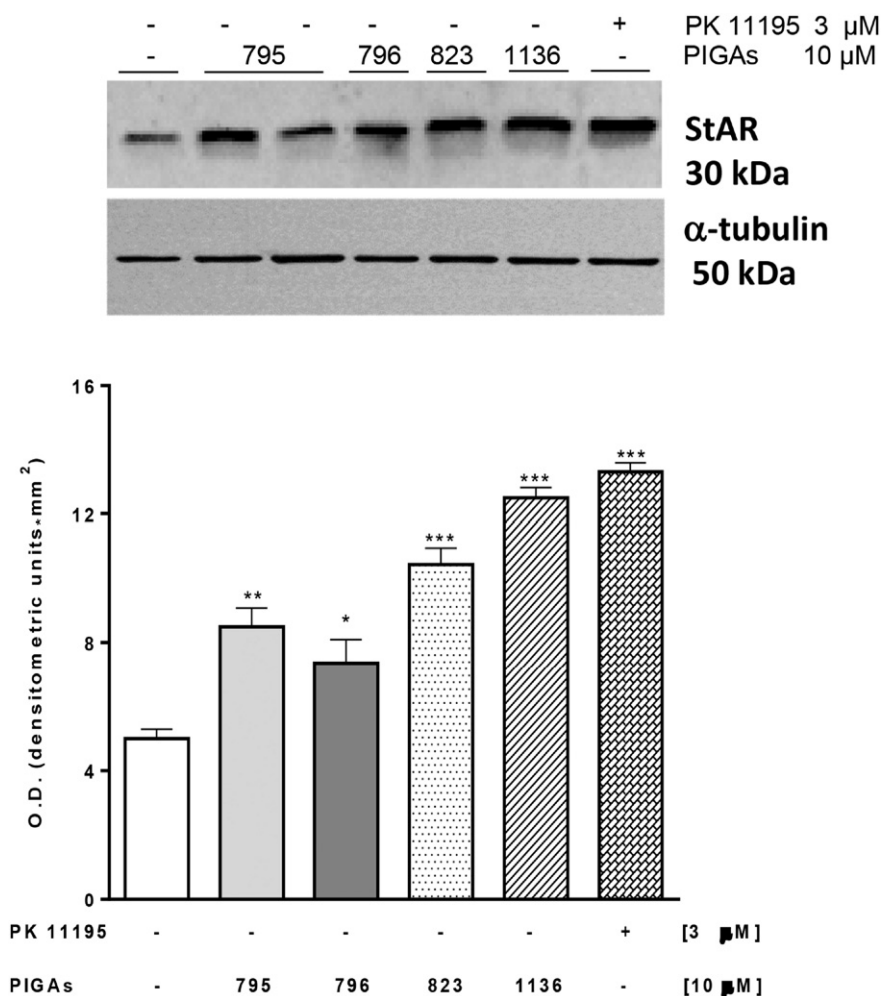 - - - - - - + PK 11195 3 µM
- 795 796 823 1136 - PIGAs 10 µM
StAR
30 kDa
α-tubulin
50 kDa
16
12
8
4
0
O.D. (densitometric units*mm²)
**
*
***
***
***
PK 11195 - - - - - + [3 µM]
PIGAs - 795 796 823 1136 - [10 µM]